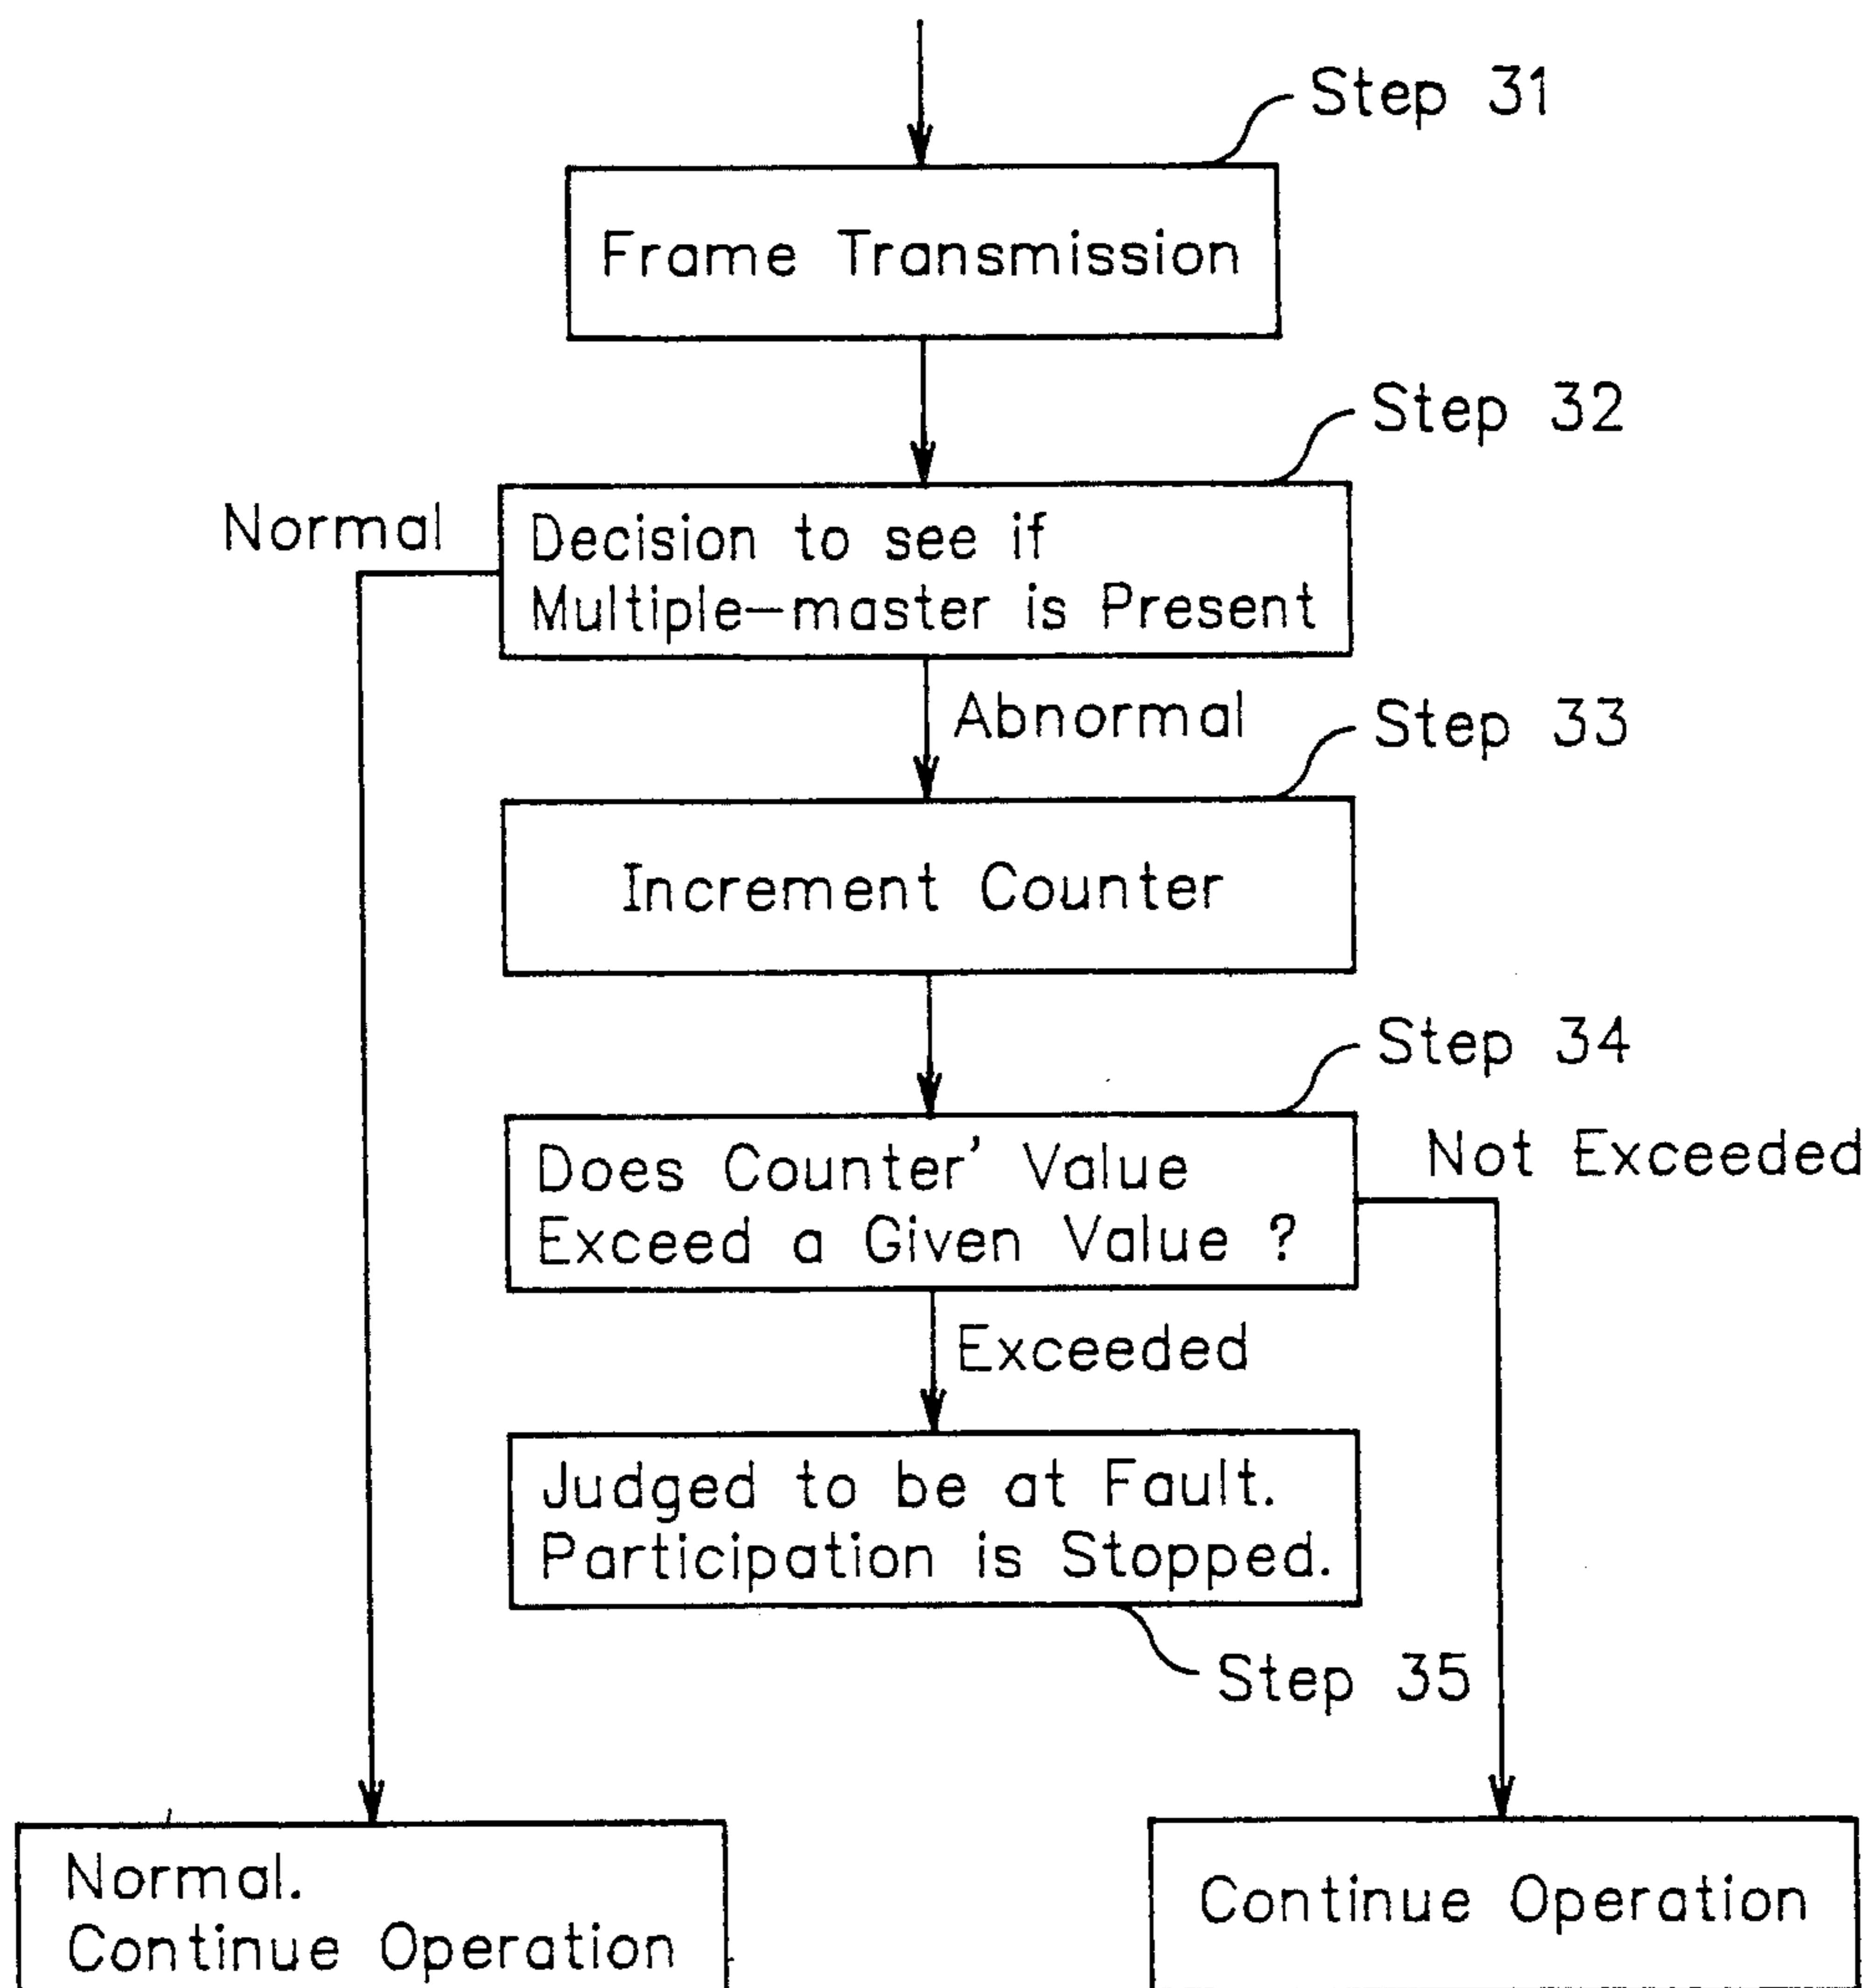 Step 31
Frame Transmission
Step 32
Normal
Decision to see if
Multiple-master is Present
Abnormal
Step 33
Increment Counter
Step 34
Does Counter' Value
Exceed a Given Value ?
Not Exceeded
Exceeded
Judged to be at Fault.
Participation is Stopped.
Step 35
Normal.
Continue Operation
Continue Operation